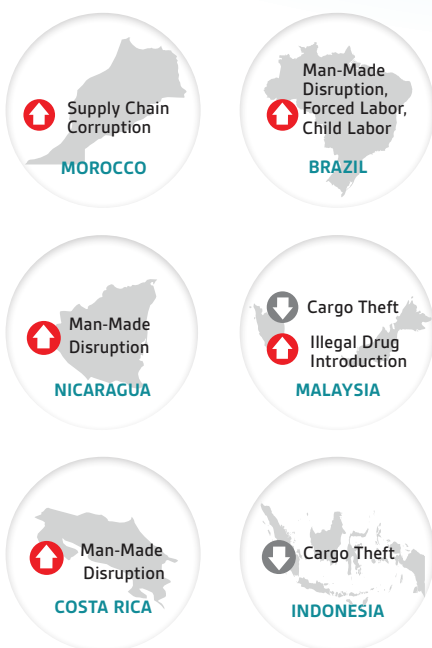 Supply Chain
Corruption
MOROCCO
Man-Made
Disruption,
Forced Labor,
Child Labor
BRAZIL
Man-Made
Disruption
NICARAGUA
Cargo Theft
Illegal Drug
Introduction
MALAYSIA
Man-Made
Disruption
COSTA RICA
Cargo Theft
INDONESIA